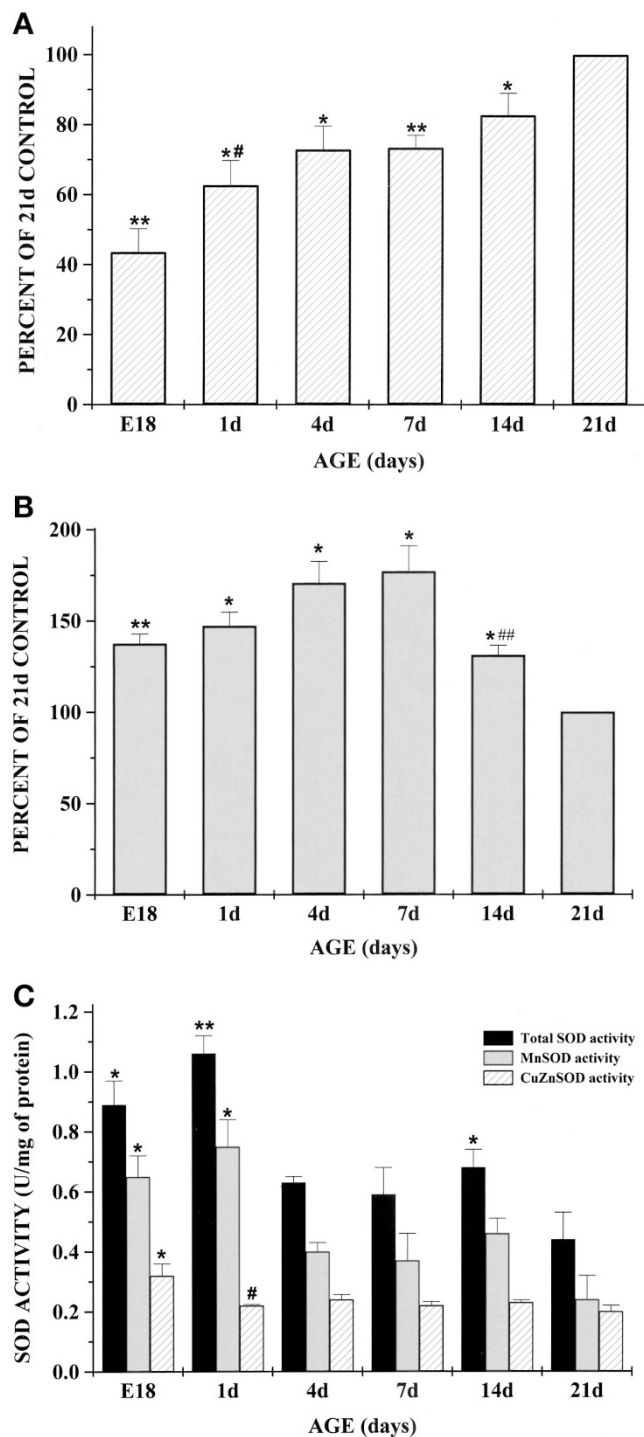 A
PERCENT OF 21d CONTROL
100
80
60
40
20
0
**
*#
*
**
*
E18 1d 4d 7d 14d 21d
AGE (days)
B
PERCENT OF 21d CONTROL
200
150
100
50
0
**
*
*
*
*##
E18 1d 4d 7d 14d 21d
AGE (days)
C
SOD ACTIVITY (U/mg of protein)
1.2
1.0
0.8
0.6
0.4
0.2
0.0
Total SOD activity
MnSOD activity
CuZnSOD activity
*
*
*
**
*
#
*
E18 1d 4d 7d 14d 21d
AGE (days)